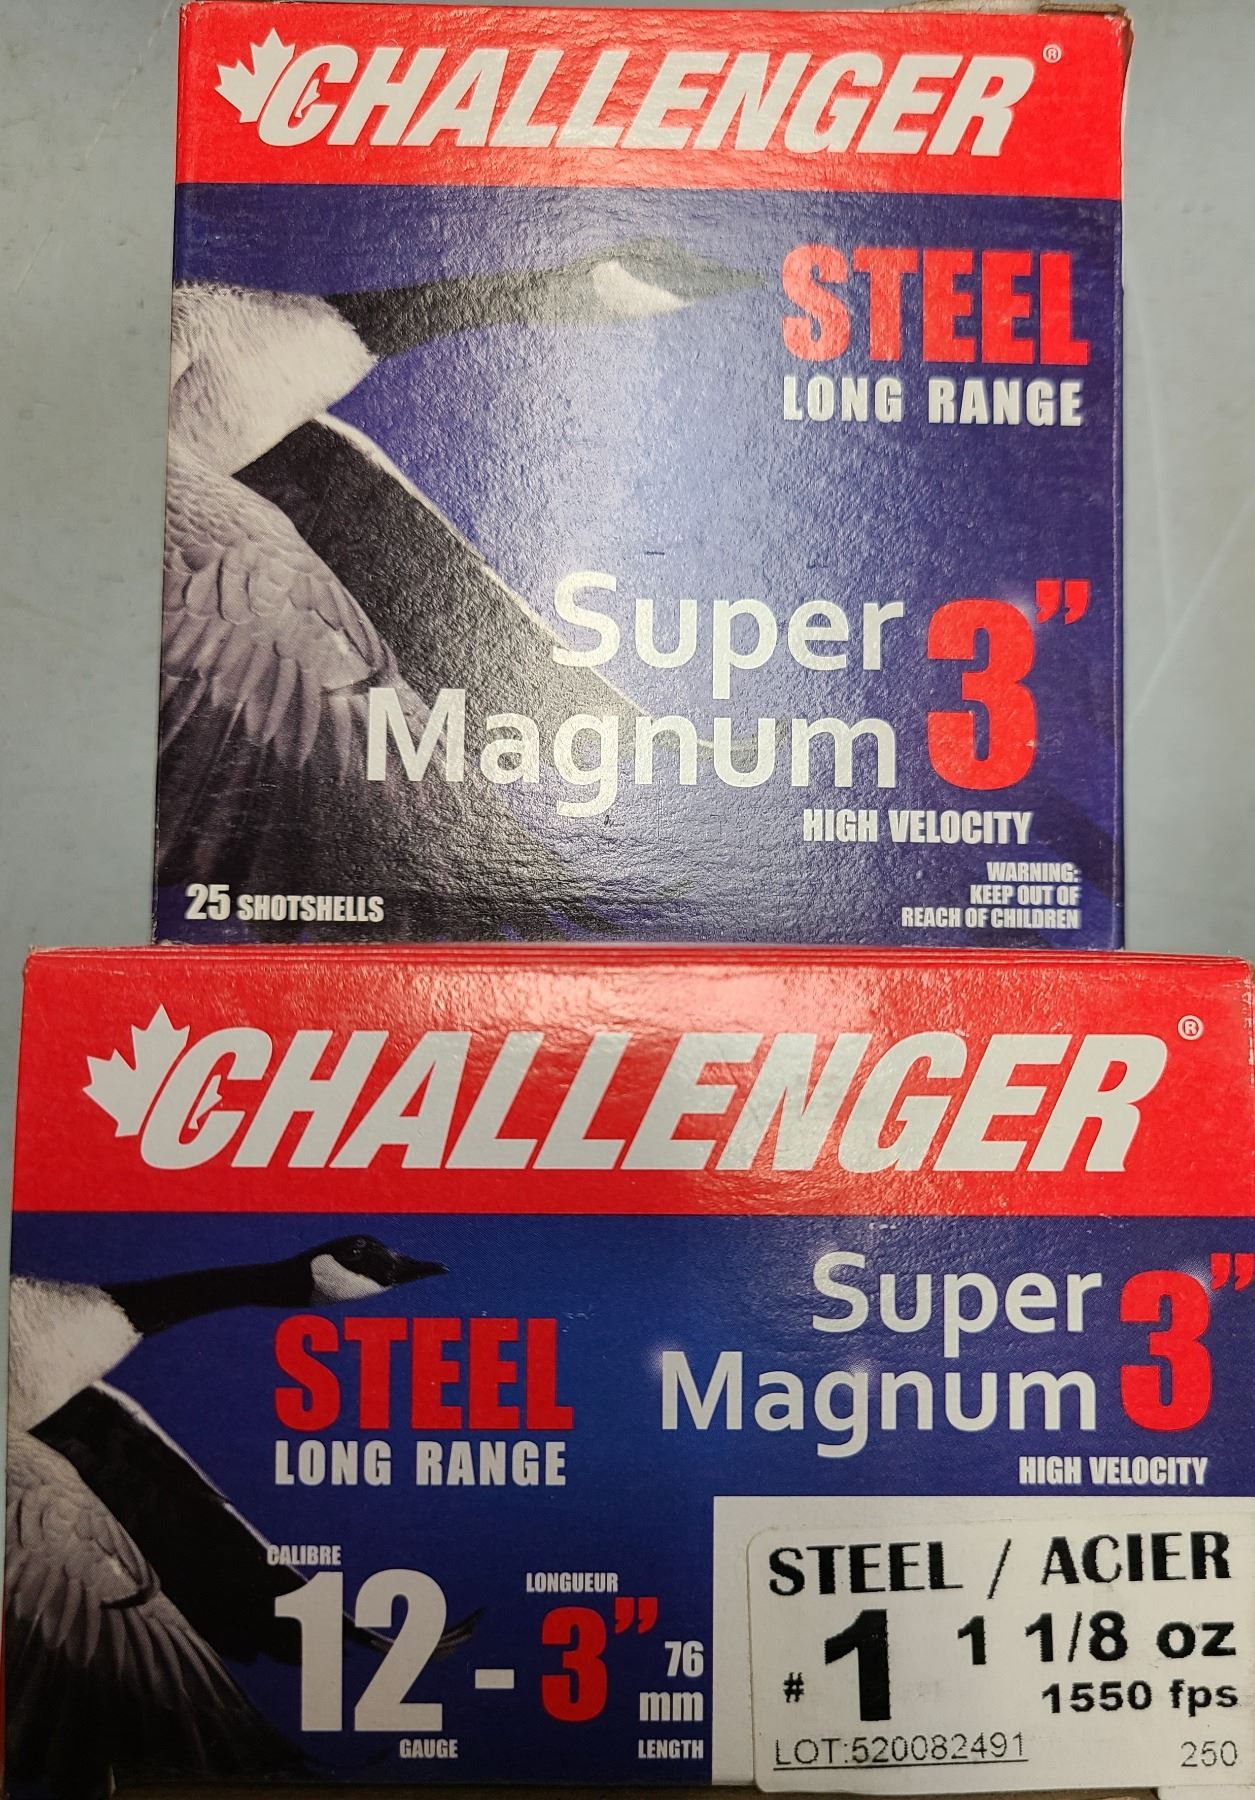 CHALLENGER®
STEEL
LONG RANGE
Super
Magnum 3”
HIGH VELOCITY
WARNING:
KEEP OUT OF
REACH OF CHILDREN
25 SHOTSHELLS
CHALLENGER®
Super
Magnum 3”
HIGH VELOCITY
STEEL
LONG RANGE
CALIBRE
12
GAUGE
-
LONGUEUR
3”
76
mm
LENGTH
STEEL / ACIER
# 1 1 1/8 oz
1550 fps
LOT:520082491
250